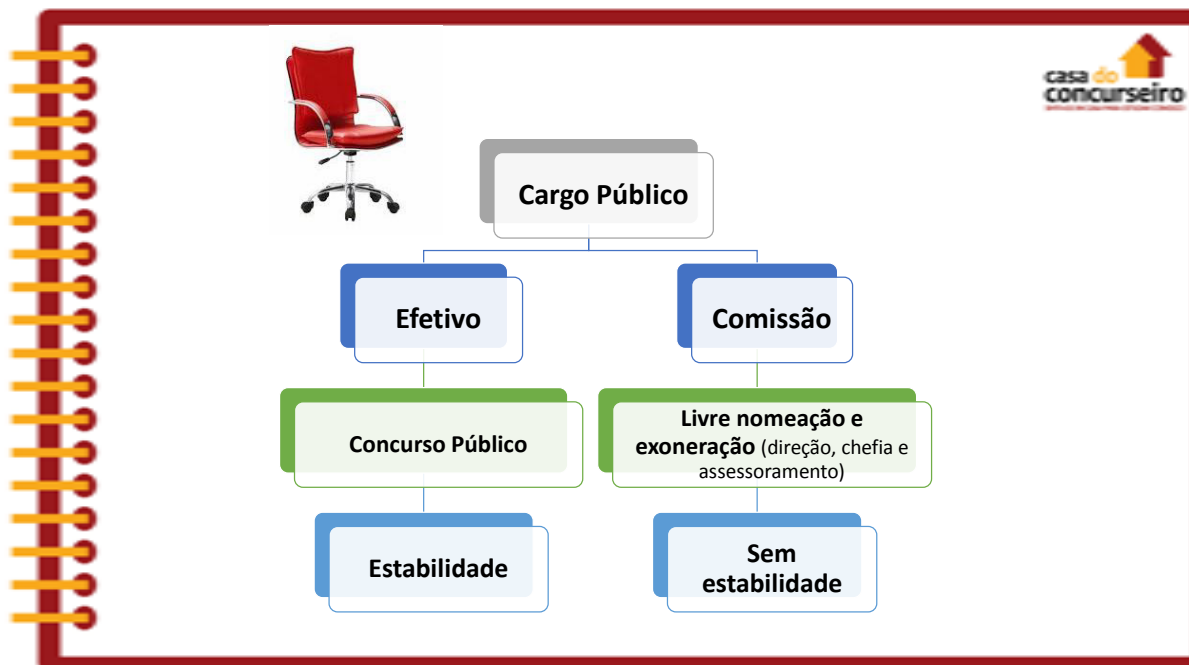 casa do
concurseiro
Cargo Público
Efetivo
Comissão
Concurso Público
Livre nomeação e
exoneração (direção, chefia e
assessoramento)
Estabilidade
Sem
estabilidade